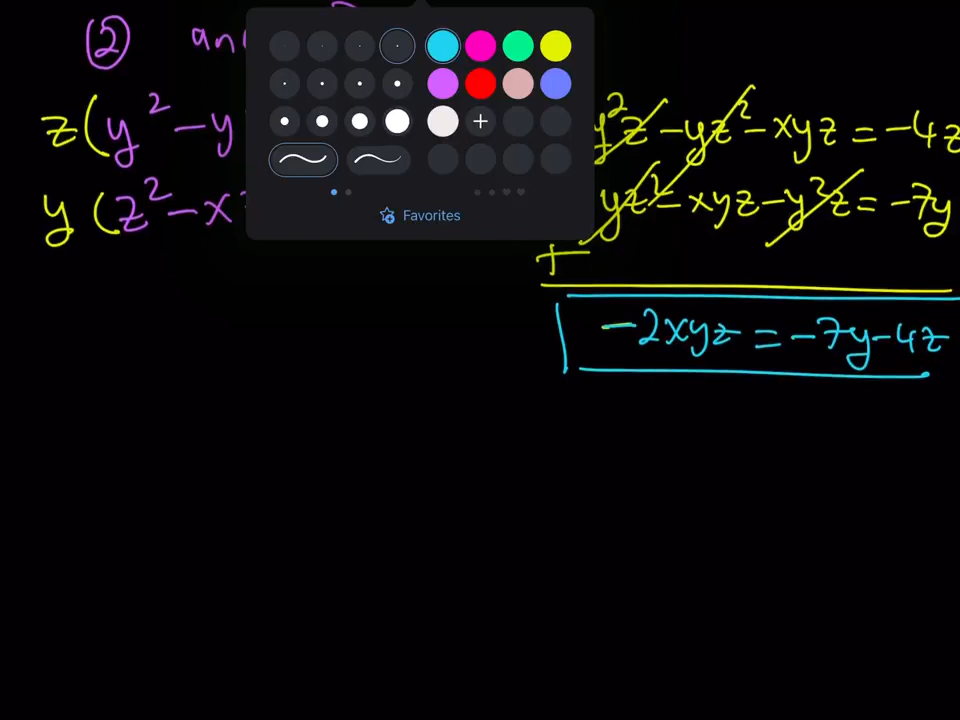 ② an
z(y² - y y²z - yz² - xyz = -4z
y(z² - x yz² - xyz - y²z = -7y
+
-2xyz = -7y - 4z
Favorites